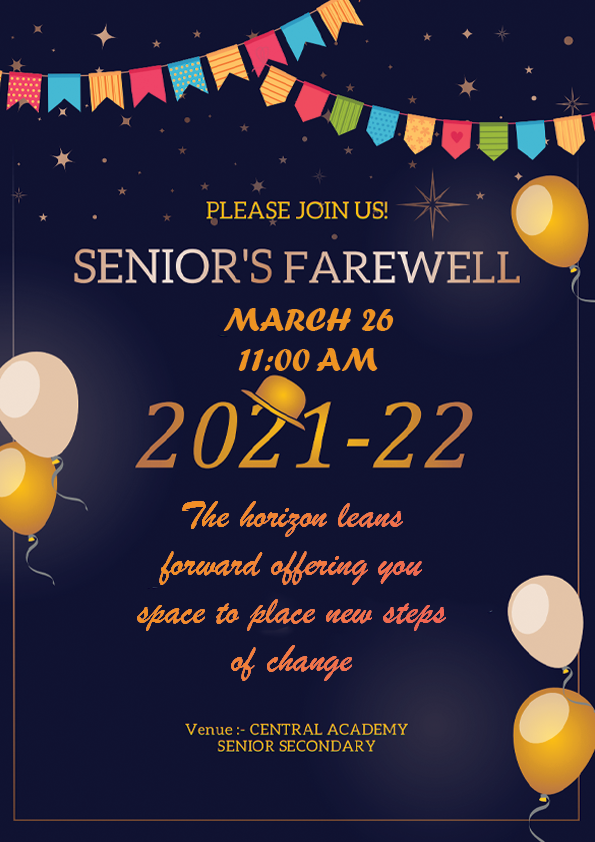 PLEASE JOIN US!
SENIOR'S FAREWELL
MARCH 26
11:00 AM
2021-22
The horizon leans
forward offering you
space to place new steps
of change
Venue :- CENTRAL ACADEMY
SENIOR SECONDARY